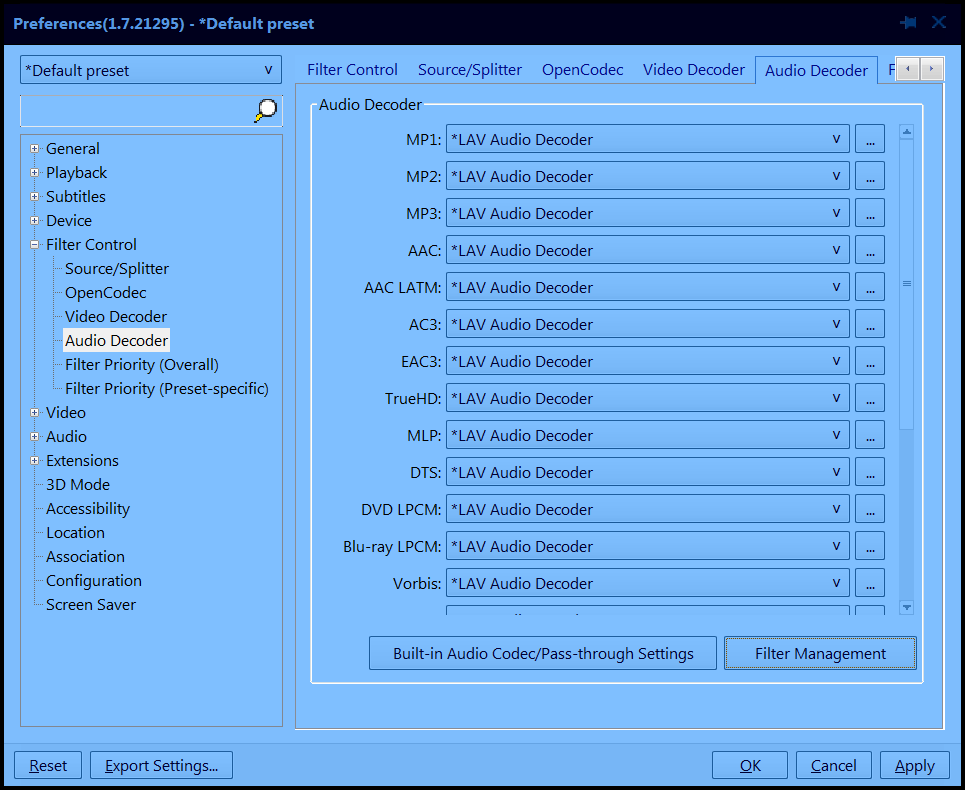 Preferences(1.7.21295) - *Default preset
*Default preset
General
Playback
Subtitles
Device
Filter Control
Source/Splitter
OpenCodec
Video Decoder
Audio Decoder
Filter Priority (Overall)
Filter Priority (Preset-specific)
Video
Audio
Extensions
3D Mode
Accessibility
Location
Association
Configuration
Screen Saver
Filter Control Source/Splitter OpenCodec Video Decoder Audio Decoder
Audio Decoder
MP1: *LAV Audio Decoder ...
MP2: *LAV Audio Decoder ...
MP3: *LAV Audio Decoder ...
AAC: *LAV Audio Decoder ...
AAC LATM: *LAV Audio Decoder ...
AC3: *LAV Audio Decoder ...
EAC3: *LAV Audio Decoder ...
TrueHD: *LAV Audio Decoder ...
MLP: *LAV Audio Decoder ...
DTS: *LAV Audio Decoder ...
DVD LPCM: *LAV Audio Decoder ...
Blu-ray LPCM: *LAV Audio Decoder ...
Vorbis: *LAV Audio Decoder ...
Built-in Audio Codec/Pass-through Settings Filter Management
Reset Export Settings... OK Cancel Apply